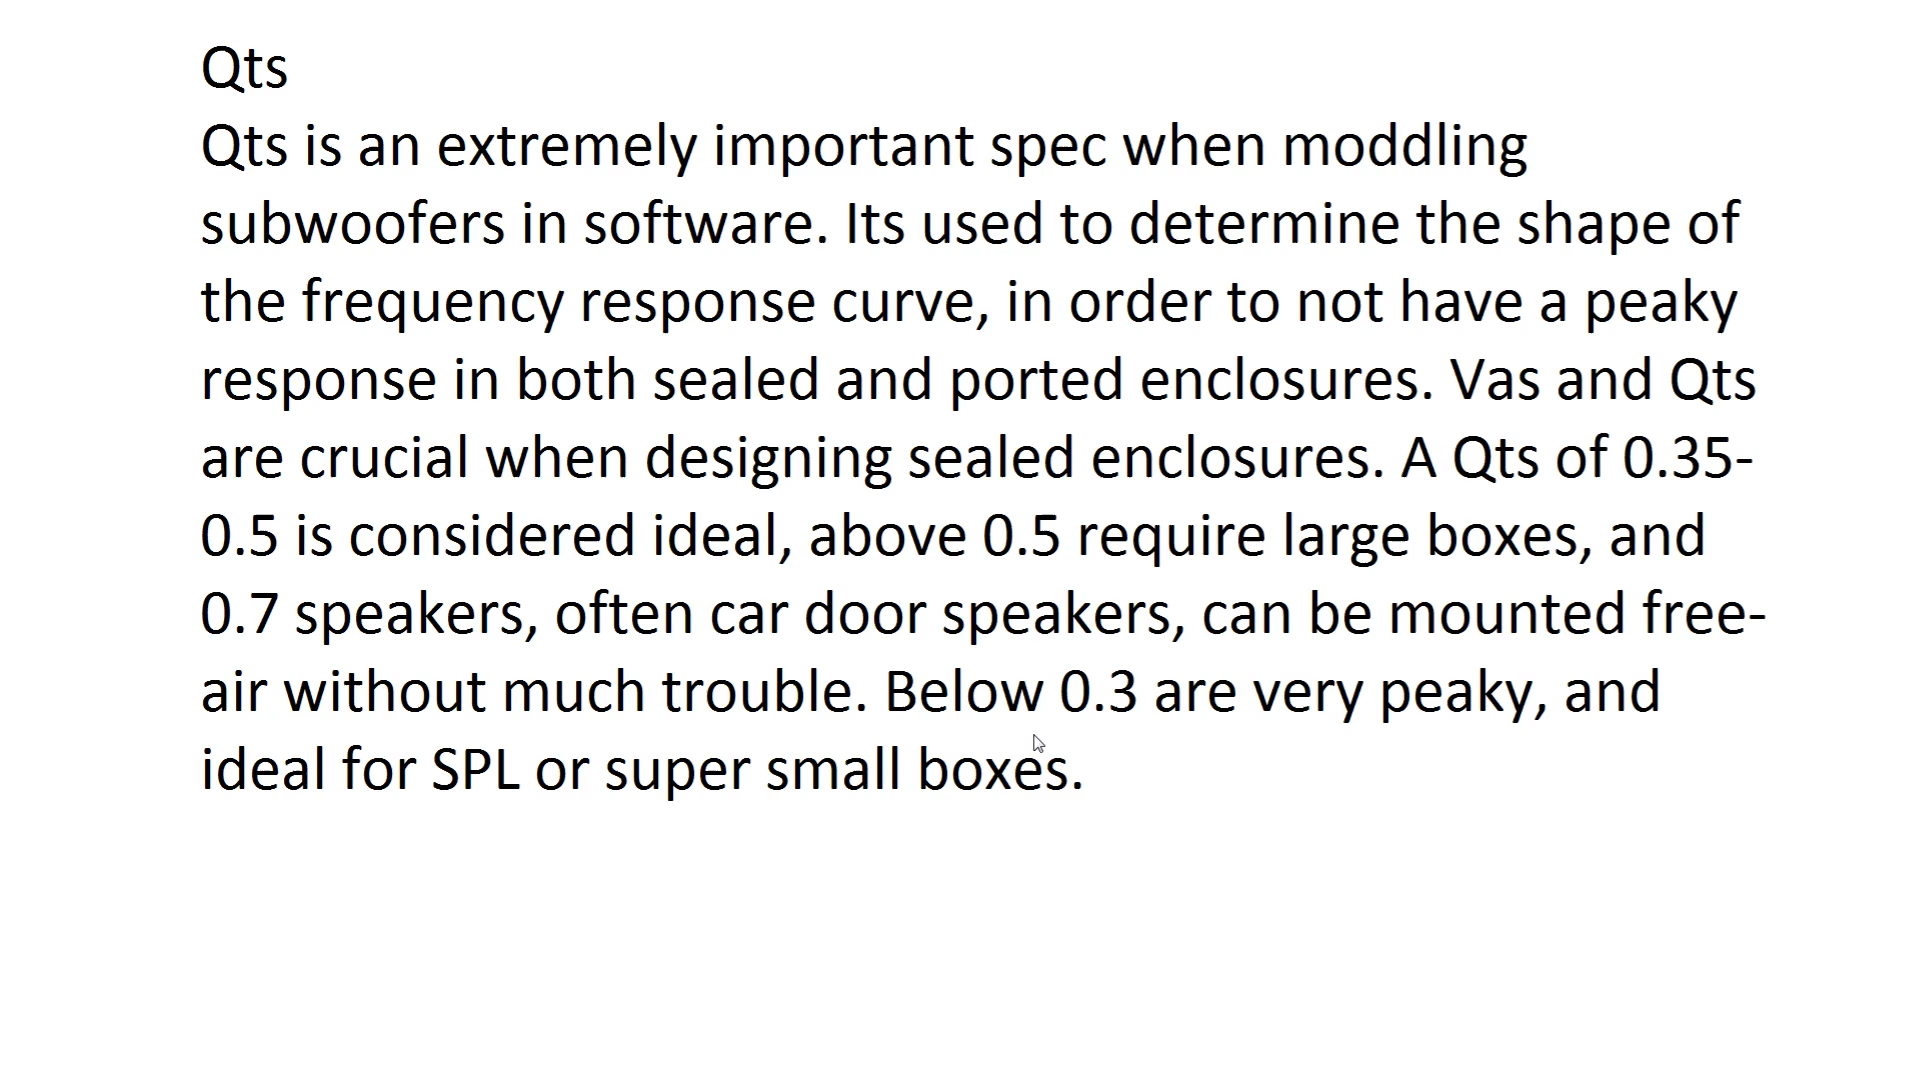 Qts
Qts is an extremely important spec when moddling
subwoofers in software. Its used to determine the shape of
the frequency response curve, in order to not have a peaky
response in both sealed and ported enclosures. Vas and Qts
are crucial when designing sealed enclosures. A Qts of 0.35-
0.5 is considered ideal, above 0.5 require large boxes, and
0.7 speakers, often car door speakers, can be mounted free-
air without much trouble. Below 0.3 are very peaky, and
ideal for SPL or super small boxes.